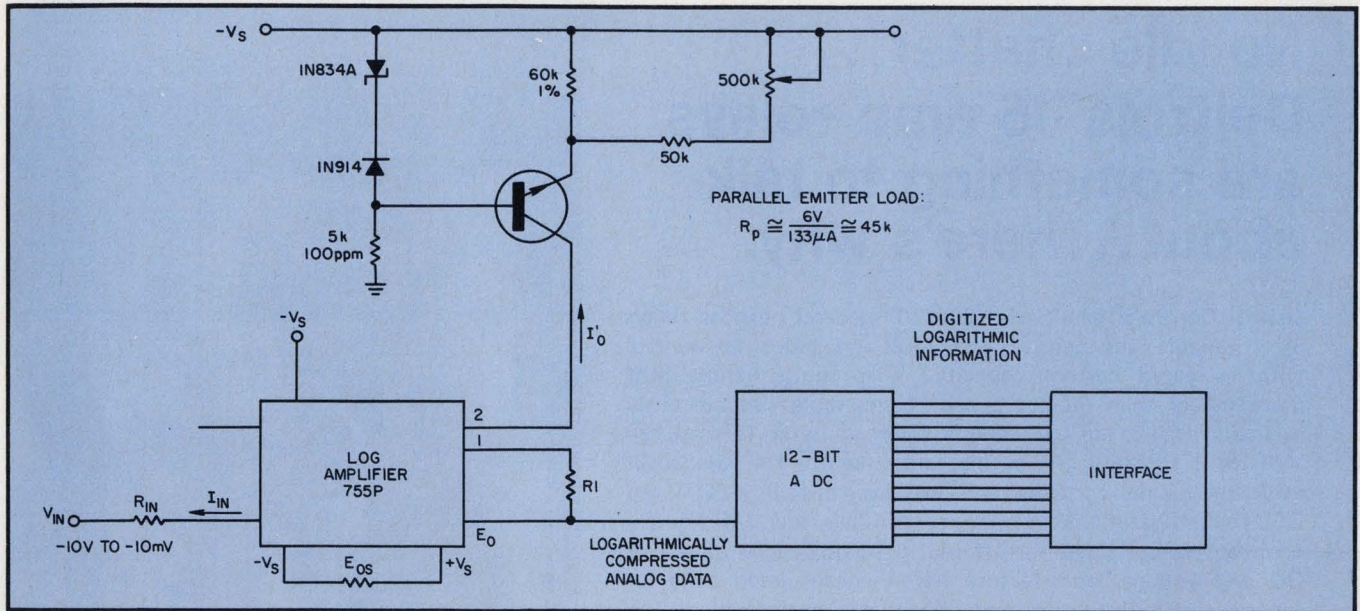 -VS
1N834A
60k
1%
500k
1N914
50k
5k
100ppm
PARALLEL EMITTER LOAD:
Rp ≅ 6V / 133μA ≅ 45k
I'O
-VS
DIGITIZED
LOGARITHMIC
INFORMATION
2
1
LOG
AMPLIFIER
755P
R1
12-BIT
A DC
INTERFACE
RIN
IIN
VIN
-10V TO -10mV
EO
-VS
EOS
+VS
LOGARITHMICALLY
COMPRESSED
ANALOG DATA